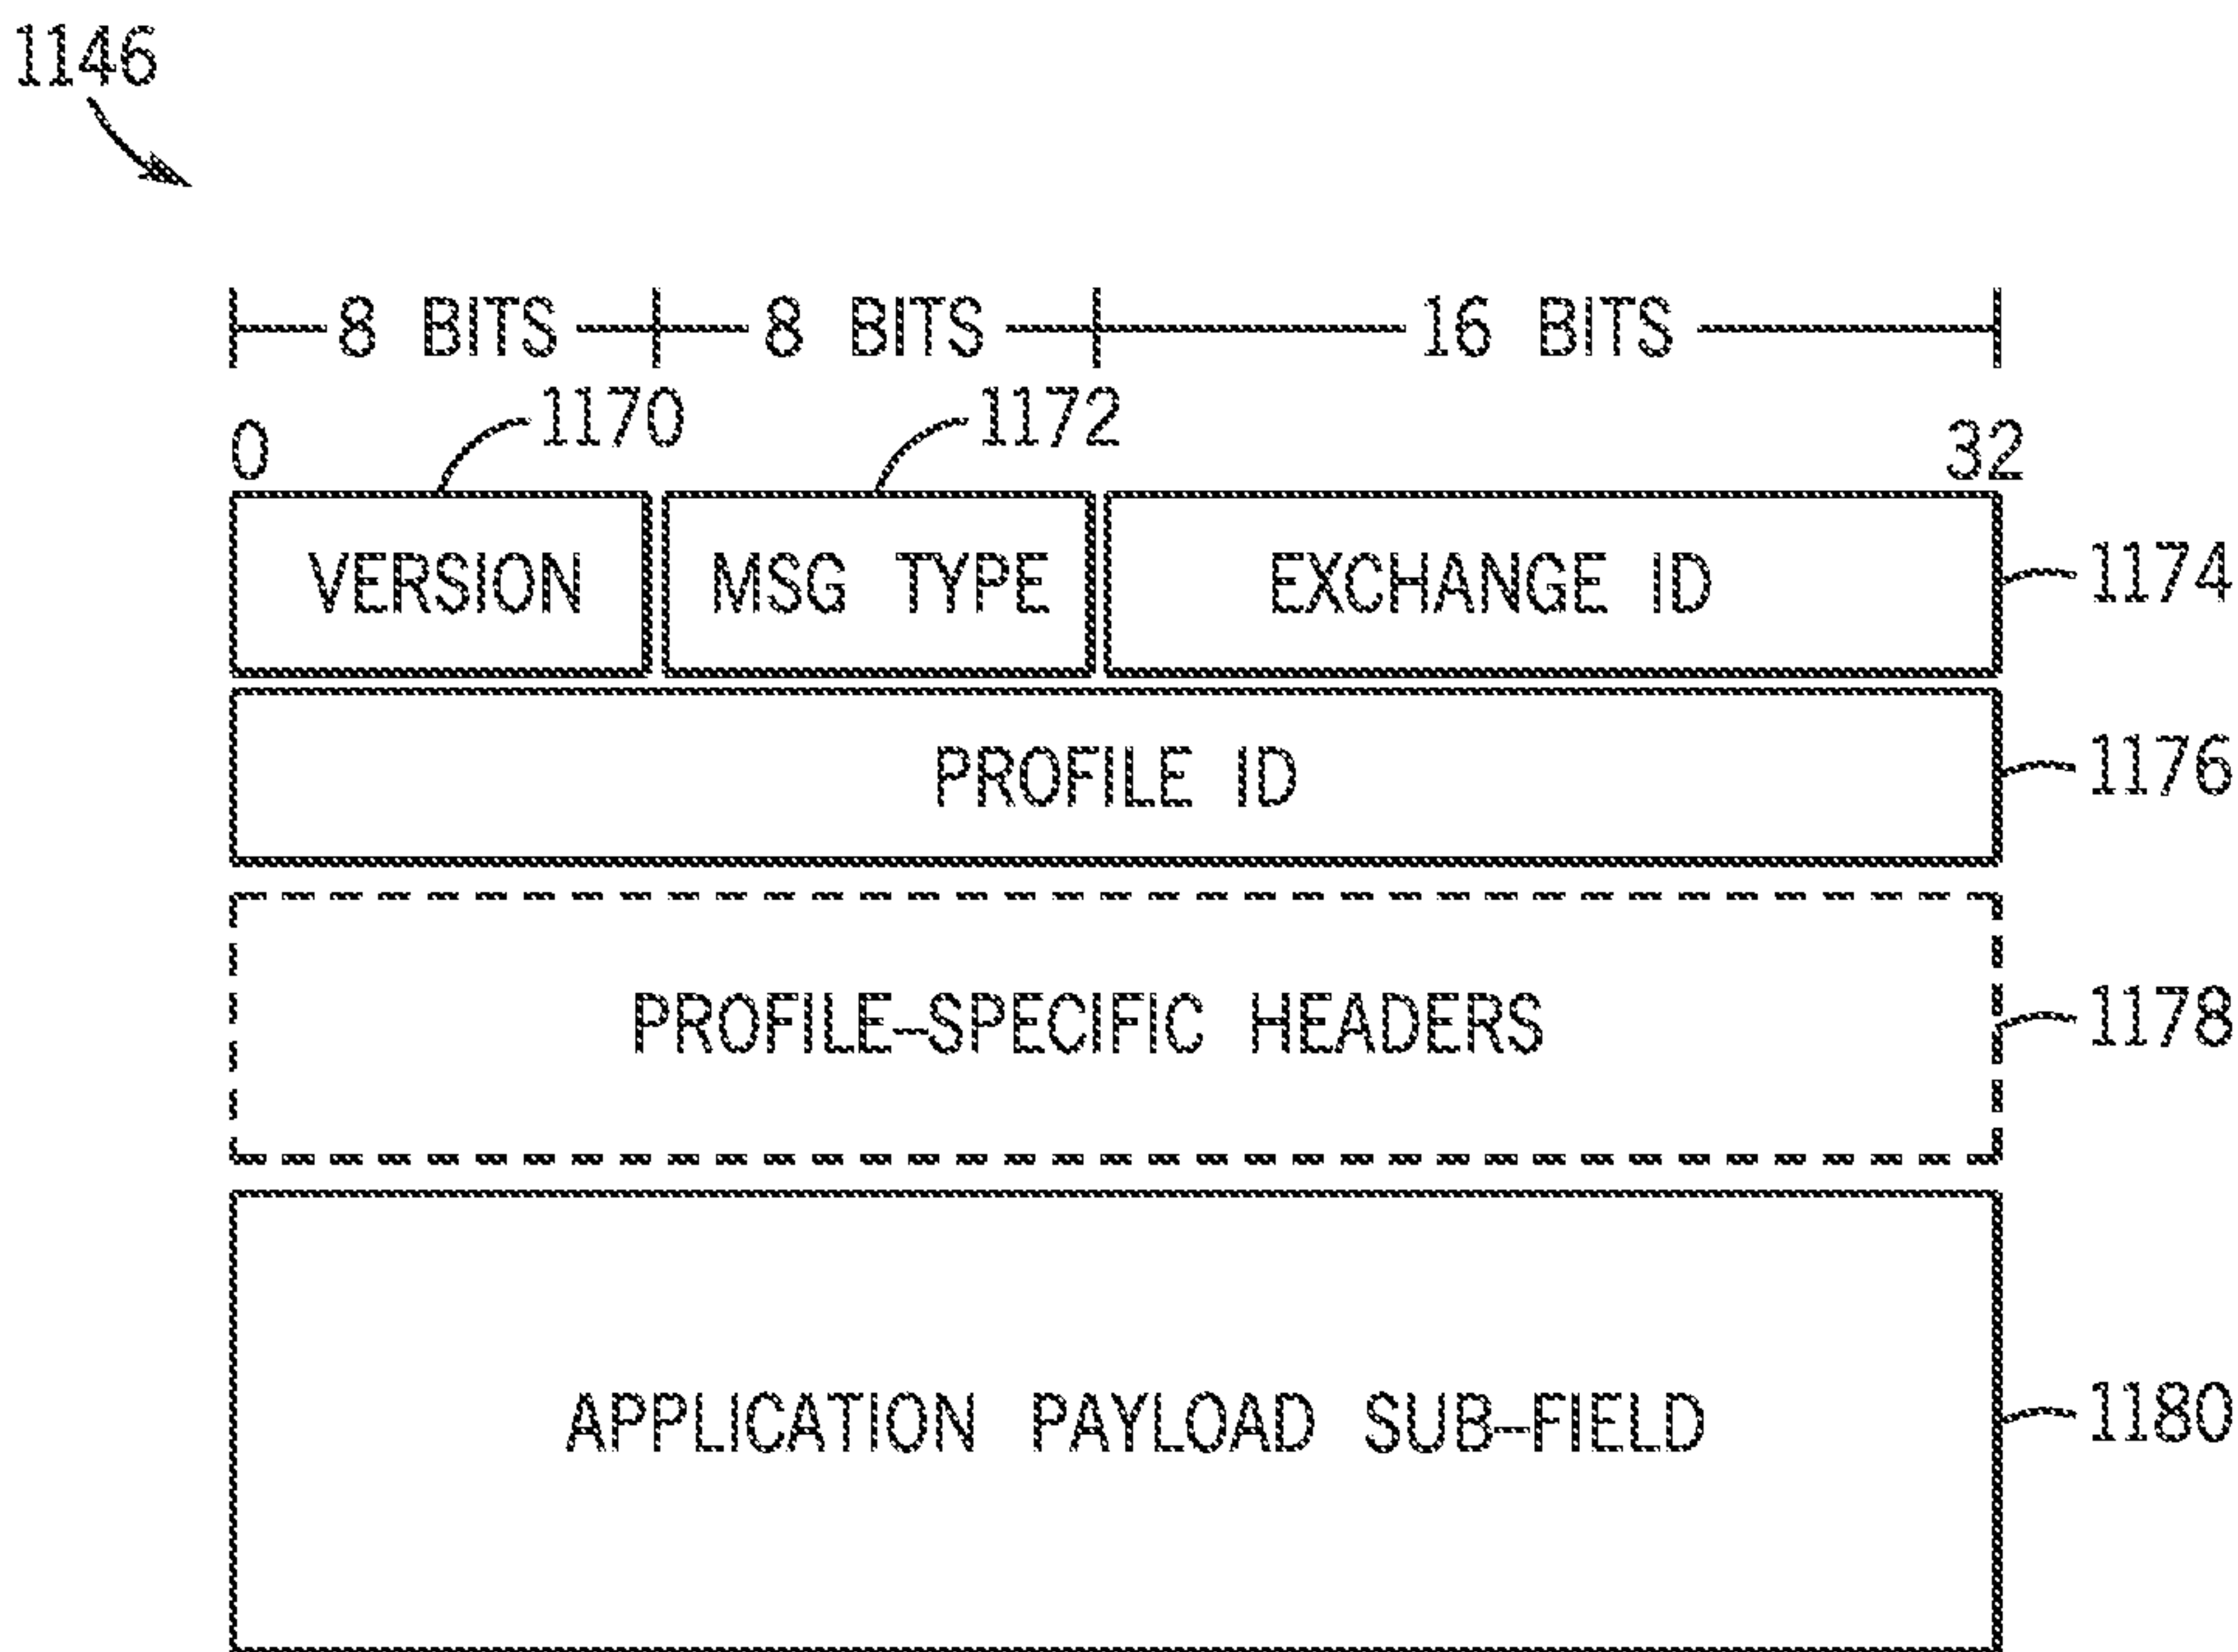 1146
8 BITS 8 BITS 16 BITS
1170 1172
0 32
VERSION MSG TYPE EXCHANGE ID 1174
PROFILE ID 1176
PROFILE-SPECIFIC HEADERS 1178
APPLICATION PAYLOAD SUB-FIELD 1180